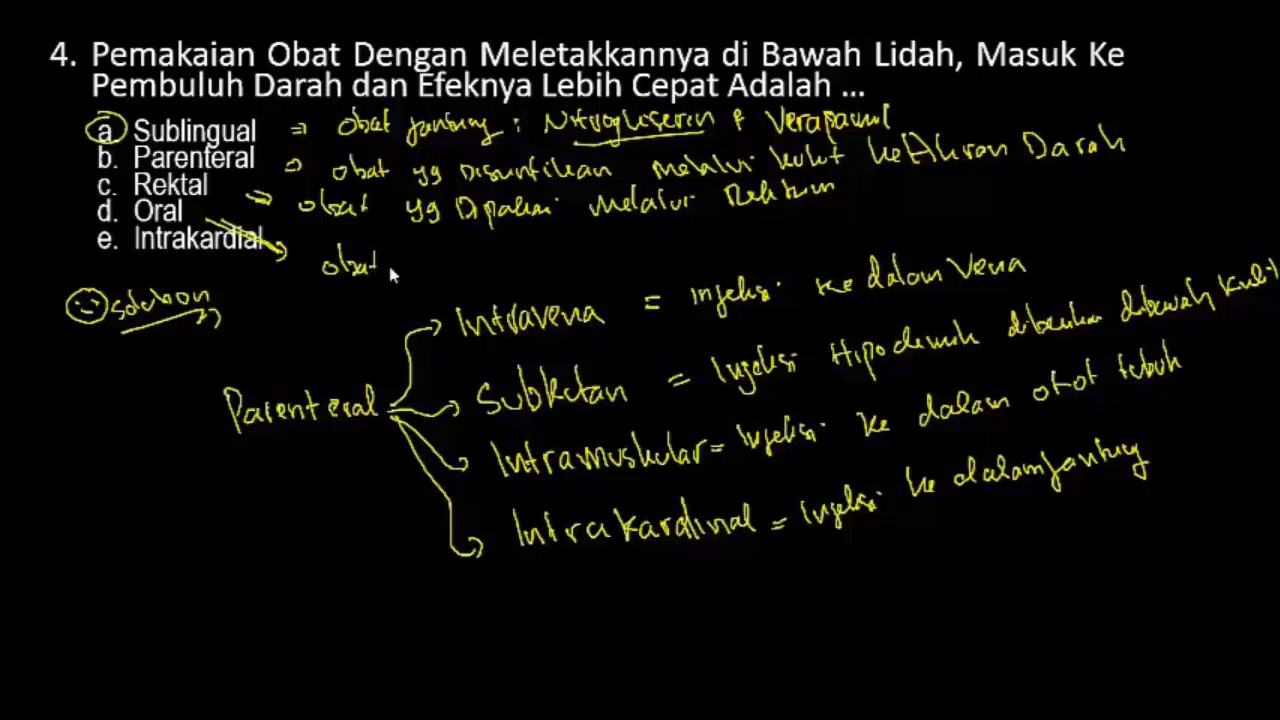 4. Pemakaian Obat Dengan Meletakkannya di Bawah Lidah, Masuk Ke
Pembuluh Darah dan Efeknya Lebih Cepat Adalah ...
a. Sublingual = obat jantung : Nitrogliserin & Verapamil
b. Parenteral => obat yg Disuntikan melalui kulit ke Aliran Darah
c. Rektal => obat yg Dipakai melalui Rektum
d. Oral
e. Intrakardial
obat
solution
Parenteral
Intravena = injeksi ke dalam Vena
Subkutan = Injeksi Hipodermik diberikan dibawah kulit
Intramuskular = injeksi ke dalam otot tubuh
Intrakardinal = injeksi ke dalam jantung